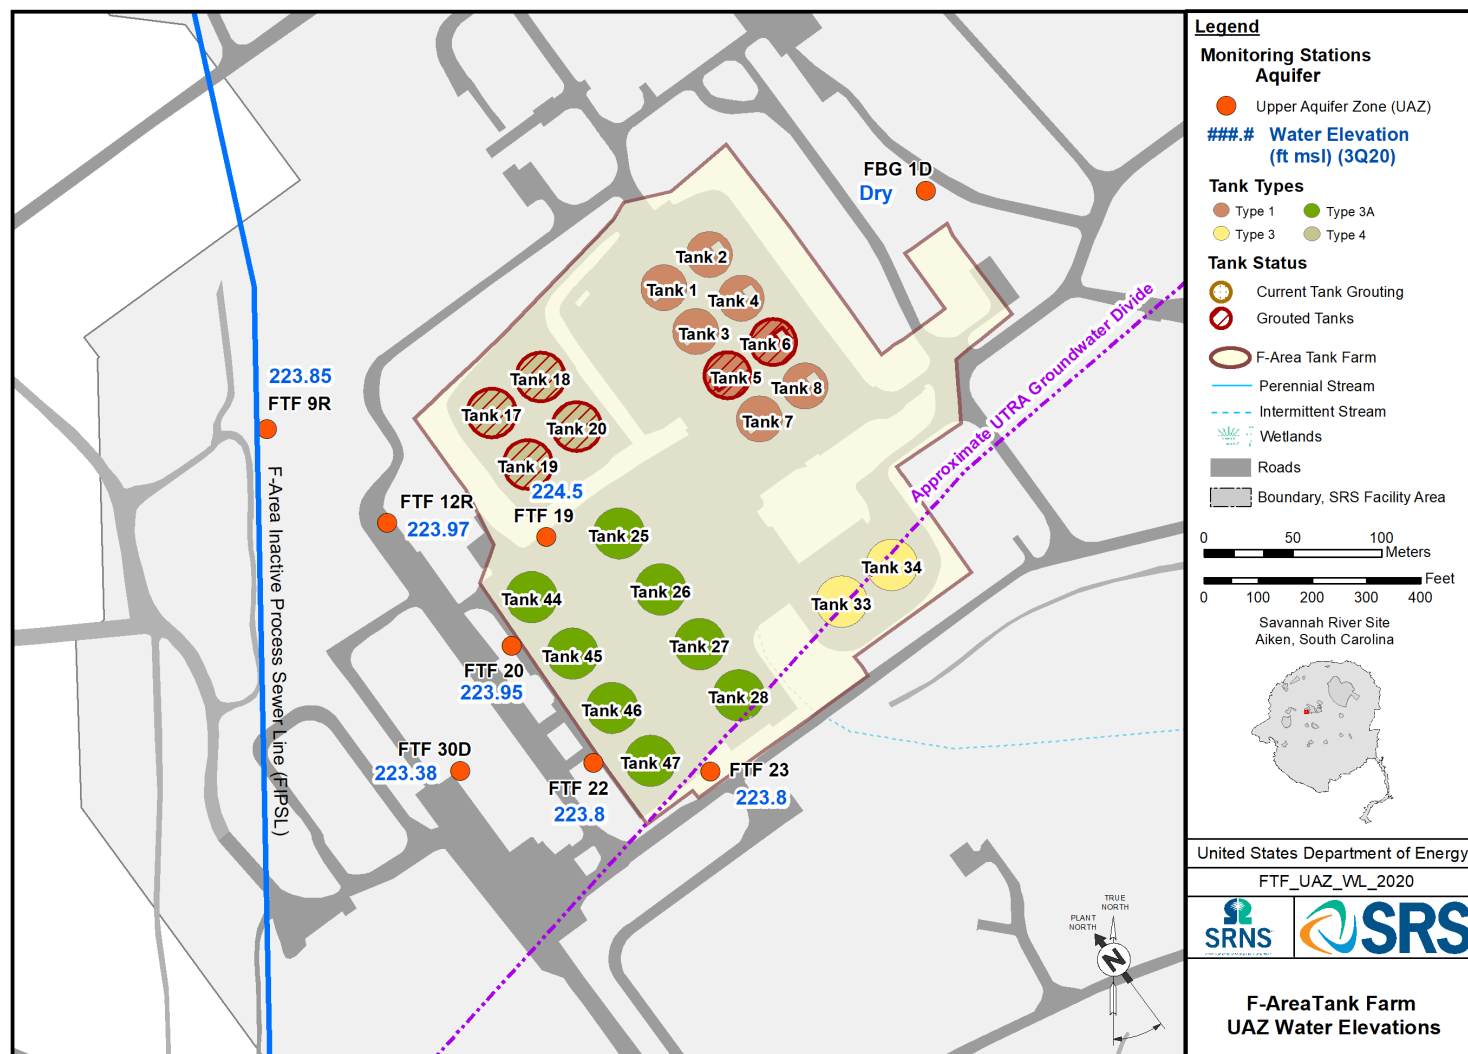 FBG 1D
Dry
Tank 2
Tank 1
Tank 4
Tank 3
Tank 6
Tank 5
Tank 8
Tank 7
Approximate UTRA Groundwater Divide
Tank 18
Tank 17
Tank 20
Tank 19
223.85
FTF 9R
F-Area Inactive Process Sewer Line (FIPSL)
FTF 12R
223.97
224.5
FTF 19
Tank 25
Tank 34
Tank 26
Tank 33
Tank 44
Tank 27
Tank 45
FTF 20
223.95
Tank 28
Tank 46
FTF 30D
223.38
Tank 47
FTF 22
223.8
FTF 23
223.8
TRUE
NORTH
PLANT
NORTH
N
Legend
Monitoring Stations
Aquifer
Upper Aquifer Zone (UAZ)
###.# Water Elevation
(ft msl) (3Q20)
Tank Types
Type 1 Type 3A
Type 3 Type 4
Tank Status
Current Tank Grouting
Grouted Tanks
F-Area Tank Farm
Perennial Stream
Intermittent Stream
Wetlands
Roads
Boundary, SRS Facility Area
0 50 100
Meters
Feet
0 100 200 300 400
Savannah River Site
Aiken, South Carolina
United States Department of Energy
FTF_UAZ_WL_2020
SRNS
SRS
F-AreaTank Farm
UAZ Water Elevations